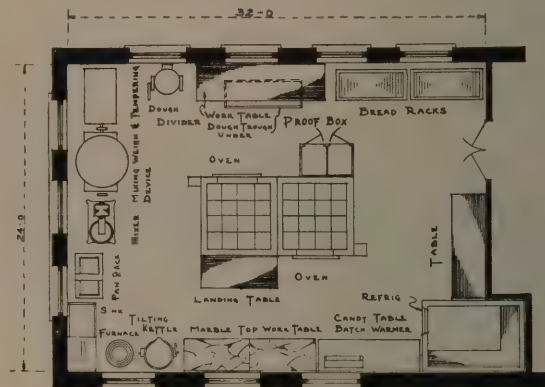 32-0
24-0
MIXING WEIGH & TEMPERING
DEVICE
DOUGH
DIVIDER
WORK TABLE
DOUGH TROUGH
UNDER
PROOF BOX
BREAD RACKS
OVEN
MIXER
PAN RACK
SINK
TABLE
OVEN
LANDING TABLE
REFRIG
FURNACE
TILTING
KETTLE
MARBLE TOP WORK TABLE
CANDY TABLE
BATCH WARMER